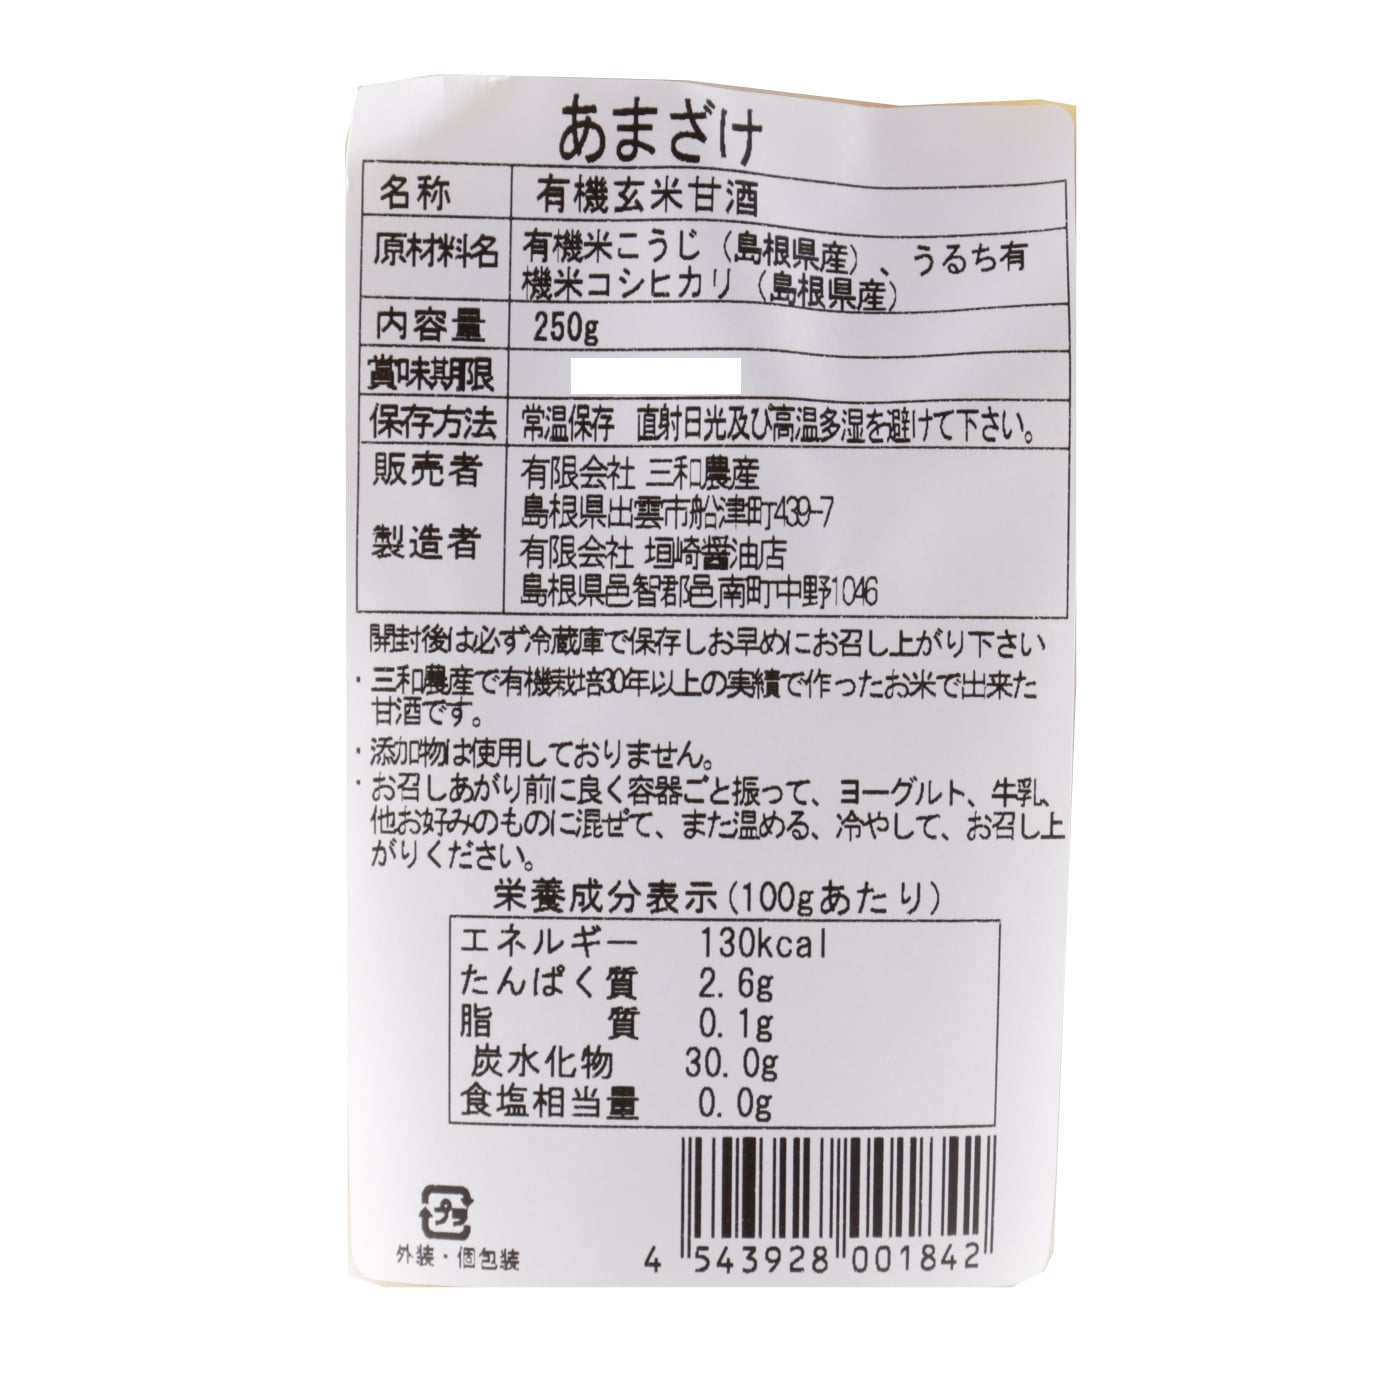 あまざけ
名称 有機玄米甘酒
原材料名 有機米こうじ（島根県産）、うるち有
機米コシヒカリ（島根県産）
内容量 250g
賞味期限
保存方法 常温保存 直射日光及び高温多湿を避けて下さい。
販売者 有限会社 三和農産
島根県出雲市船津町439-7
製造者 有限会社 垣崎醤油店
島根県邑智郡邑南町中野1046
開封後は必ず冷蔵庫で保存しお早めにお召し上がり下さい
・三和農産で有機栽培30年以上の実績で作ったお米で出来た
甘酒です。
・添加物は使用しておりません。
・お召しあがり前に良く容器ごと振って、ヨーグルト、牛乳、
他お好みのものに混ぜて、また温める、冷やして、お召し上
がりください。
栄養成分表示(100gあたり)
エネルギー 130kcal
たんぱく質 2.6g
脂質 0.1g
炭水化物 30.0g
食塩相当量 0.0g
プラ
外装・個包装
4 543928 001842